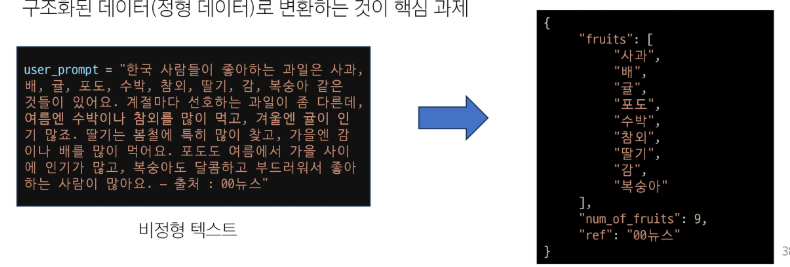 구조화된 데이터(정형 데이터)로 변환하는 것이 핵심 과제
user_prompt = "한국 사람들이 좋아하는 과일은 사과,
배, 귤, 포도, 수박, 참외, 딸기, 감, 복숭아 같은
것들이 있어요. 계절마다 선호하는 과일이 좀 다른데,
여름엔 수박이나 참외를 많이 먹고, 겨울엔 귤이 인
기 많죠. 딸기는 봄철에 특히 많이 찾고, 가을엔 감
이나 배를 많이 먹어요. 포도도 여름에서 가을 사이
에 인기가 많고, 복숭아도 달콤하고 부드러워서 좋아
하는 사람이 많아요. – 출처 : 00뉴스"
비정형 텍스트
{
"fruits": [
"사과",
"배",
"귤",
"포도",
"수박",
"참외",
"딸기",
"감",
"복숭아"
],
"num_of_fruits": 9,
"ref": "00뉴스"
}
38